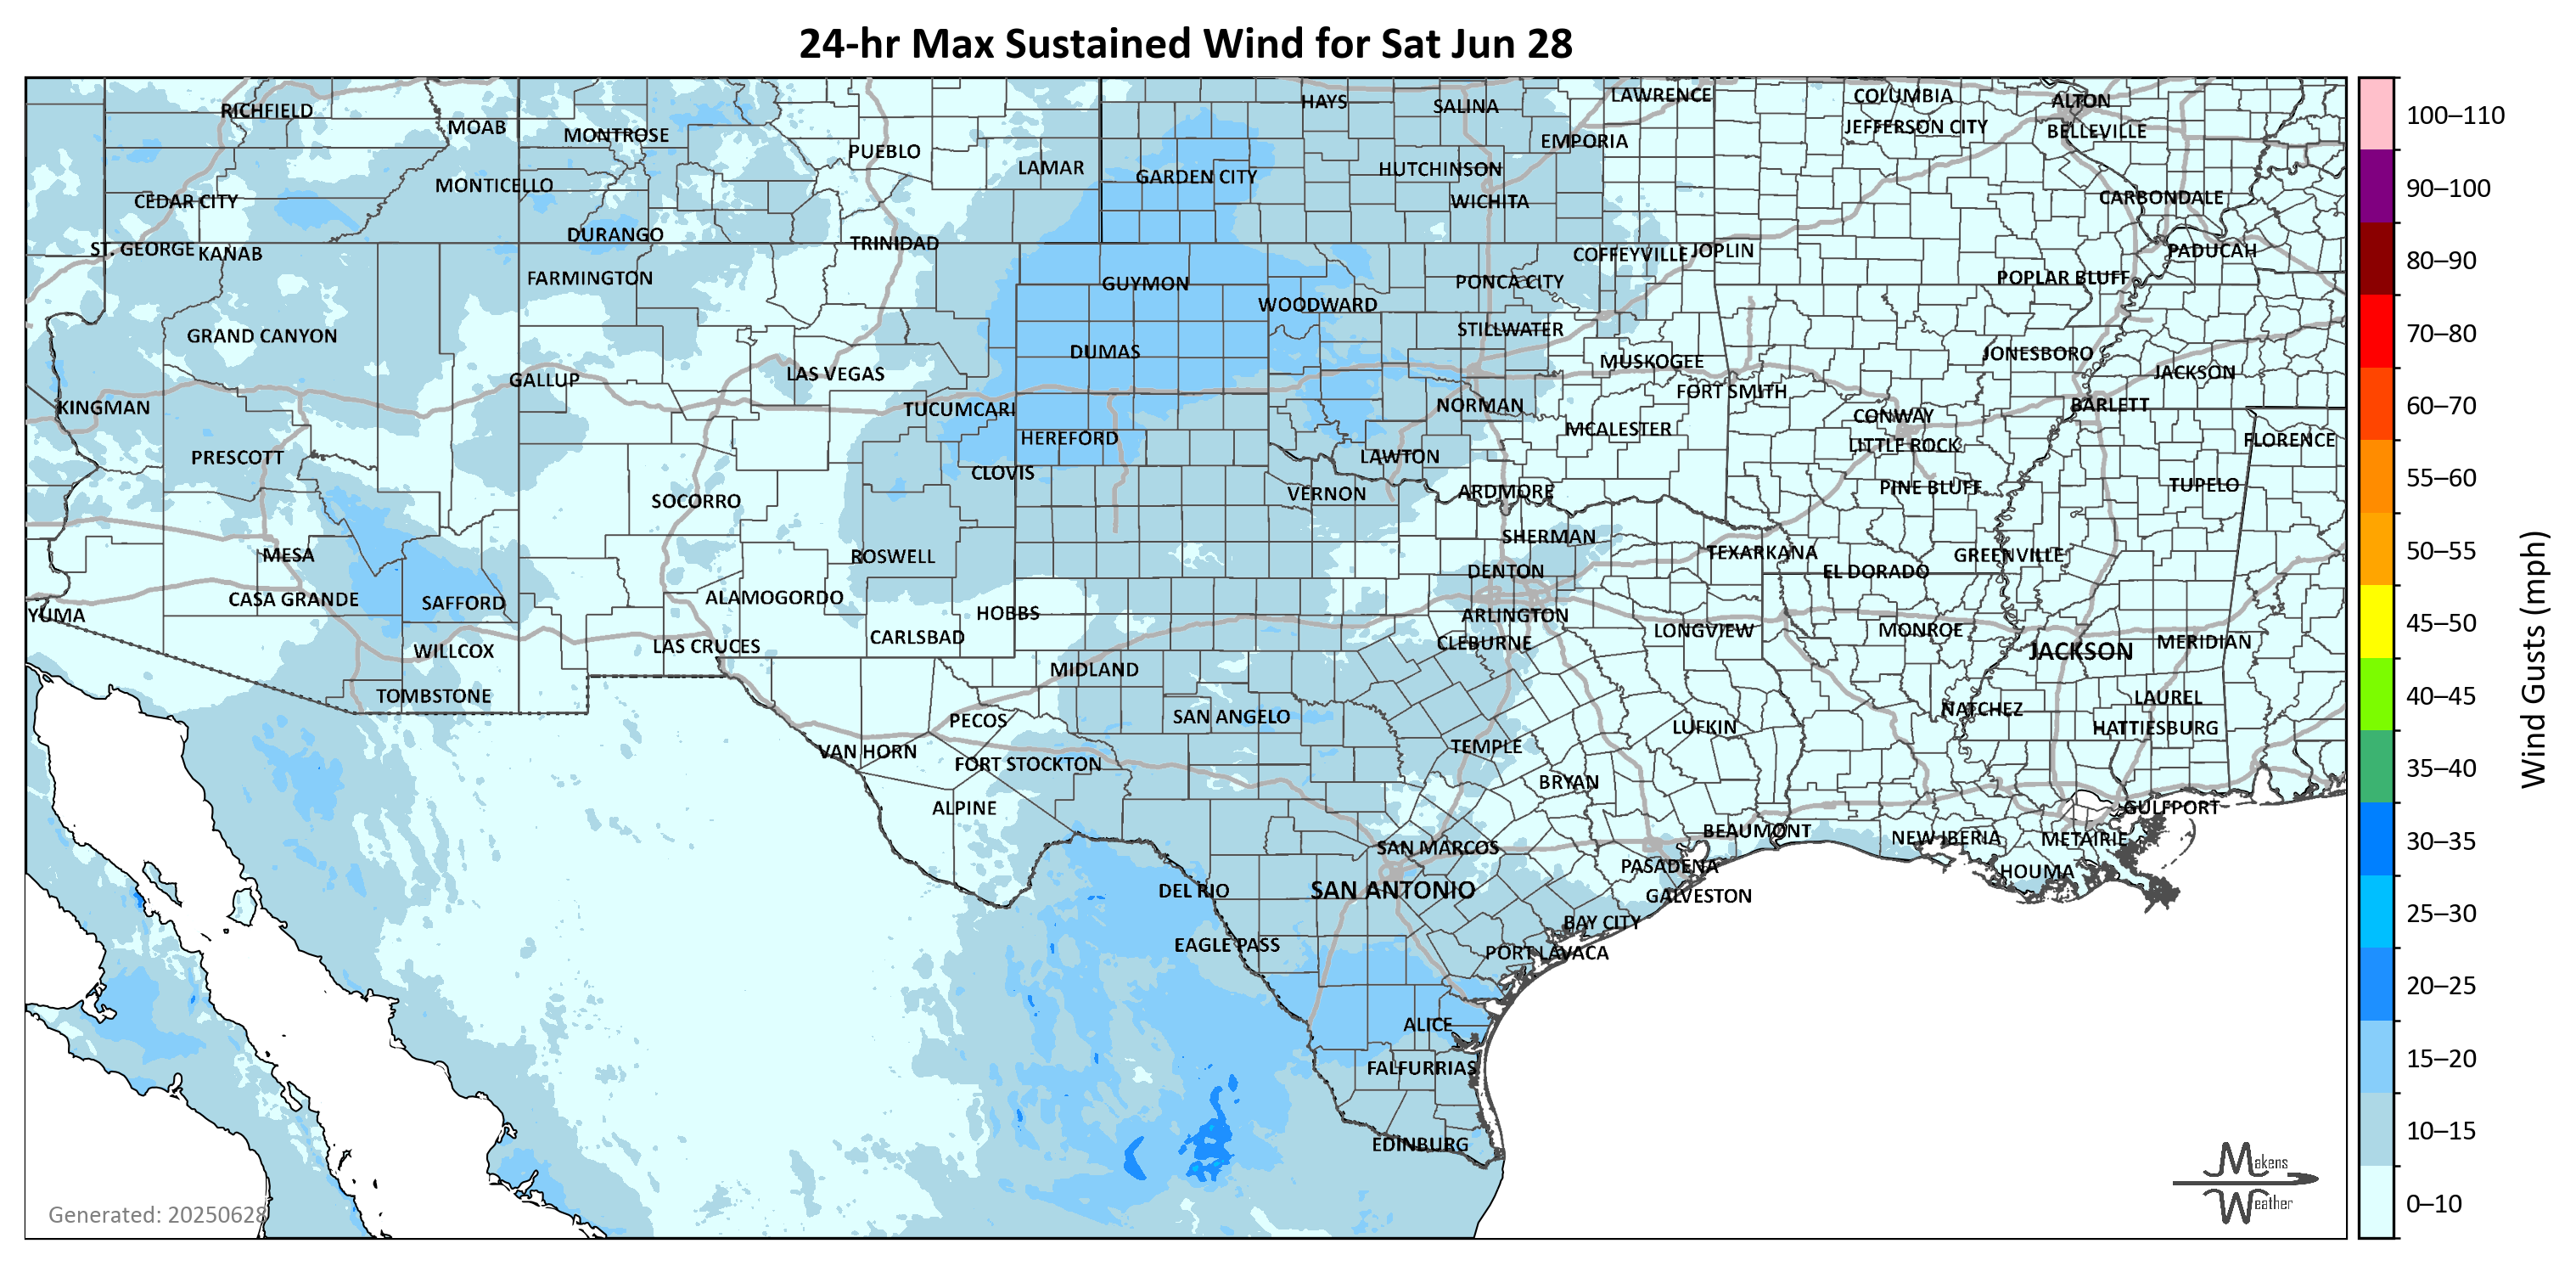 24-hr Max Sustained Wind for Sat Jun 28
RICHFIELD
MOAB
MONTROSE
PUEBLO
LAMAR
HAYS
SALINA
LAWRENCE
EMPORIA
COLUMBIA
JEFFERSON CITY
ALTON
BELLEVILLE
CEDAR CITY
MONTICELLO
GARDEN CITY
HUTCHINSON
WICHITA
CARBONDALE
ST. GEORGE
KANAB
DURANGO
TRINIDAD
COFFEYVILLE
JOPLIN
PADUCAH
FARMINGTON
GUYMON
WOODWARD
PONCA CITY
POPLAR BLUFF
GRAND CANYON
DUMAS
STILLWATER
MUSKOGEE
JONESBORO
GALLUP
LAS VEGAS
FORT SMITH
JACKSON
KINGMAN
TUCUMCARI
NORMAN
CONWAY
BARLETT
PRESCOTT
HEREFORD
MCALESTER
LITTLE ROCK
FLORENCE
CLOVIS
LAWTON
SOCORRO
VERNON
ARDMORE
PINE BLUFF
TUPELO
MESA
ROSWELL
SHERMAN
TEXARKANA
GREENVILLE
DENTON
EL DORADO
YUMA
CASA GRANDE
SAFFORD
ALAMOGORDO
HOBBS
ARLINGTON
WILLCOX
LAS CRUCES
CARLSBAD
CLEBURNE
LONGVIEW
MONROE
JACKSON
MERIDIAN
TOMBSTONE
MIDLAND
LAUREL
PECOS
SAN ANGELO
LUFKIN
NATCHEZ
HATTIESBURG
VAN HORN
FORT STOCKTON
TEMPLE
BRYAN
ALPINE
GULFPORT
SAN MARCOS
BEAUMONT
NEW IBERIA
METAIRIE
DEL RIO
SAN ANTONIO
PASADENA
GALVESTON
HOUMA
EAGLE PASS
BAY CITY
PORT LAVACA
ALICE
FALFURRIAS
EDINBURG
Generated: 20250628
Makens
Weather
100–110
90–100
80–90
70–80
60–70
55–60
50–55
45–50
40–45
35–40
30–35
25–30
20–25
15–20
10–15
0–10
Wind Gusts (mph)